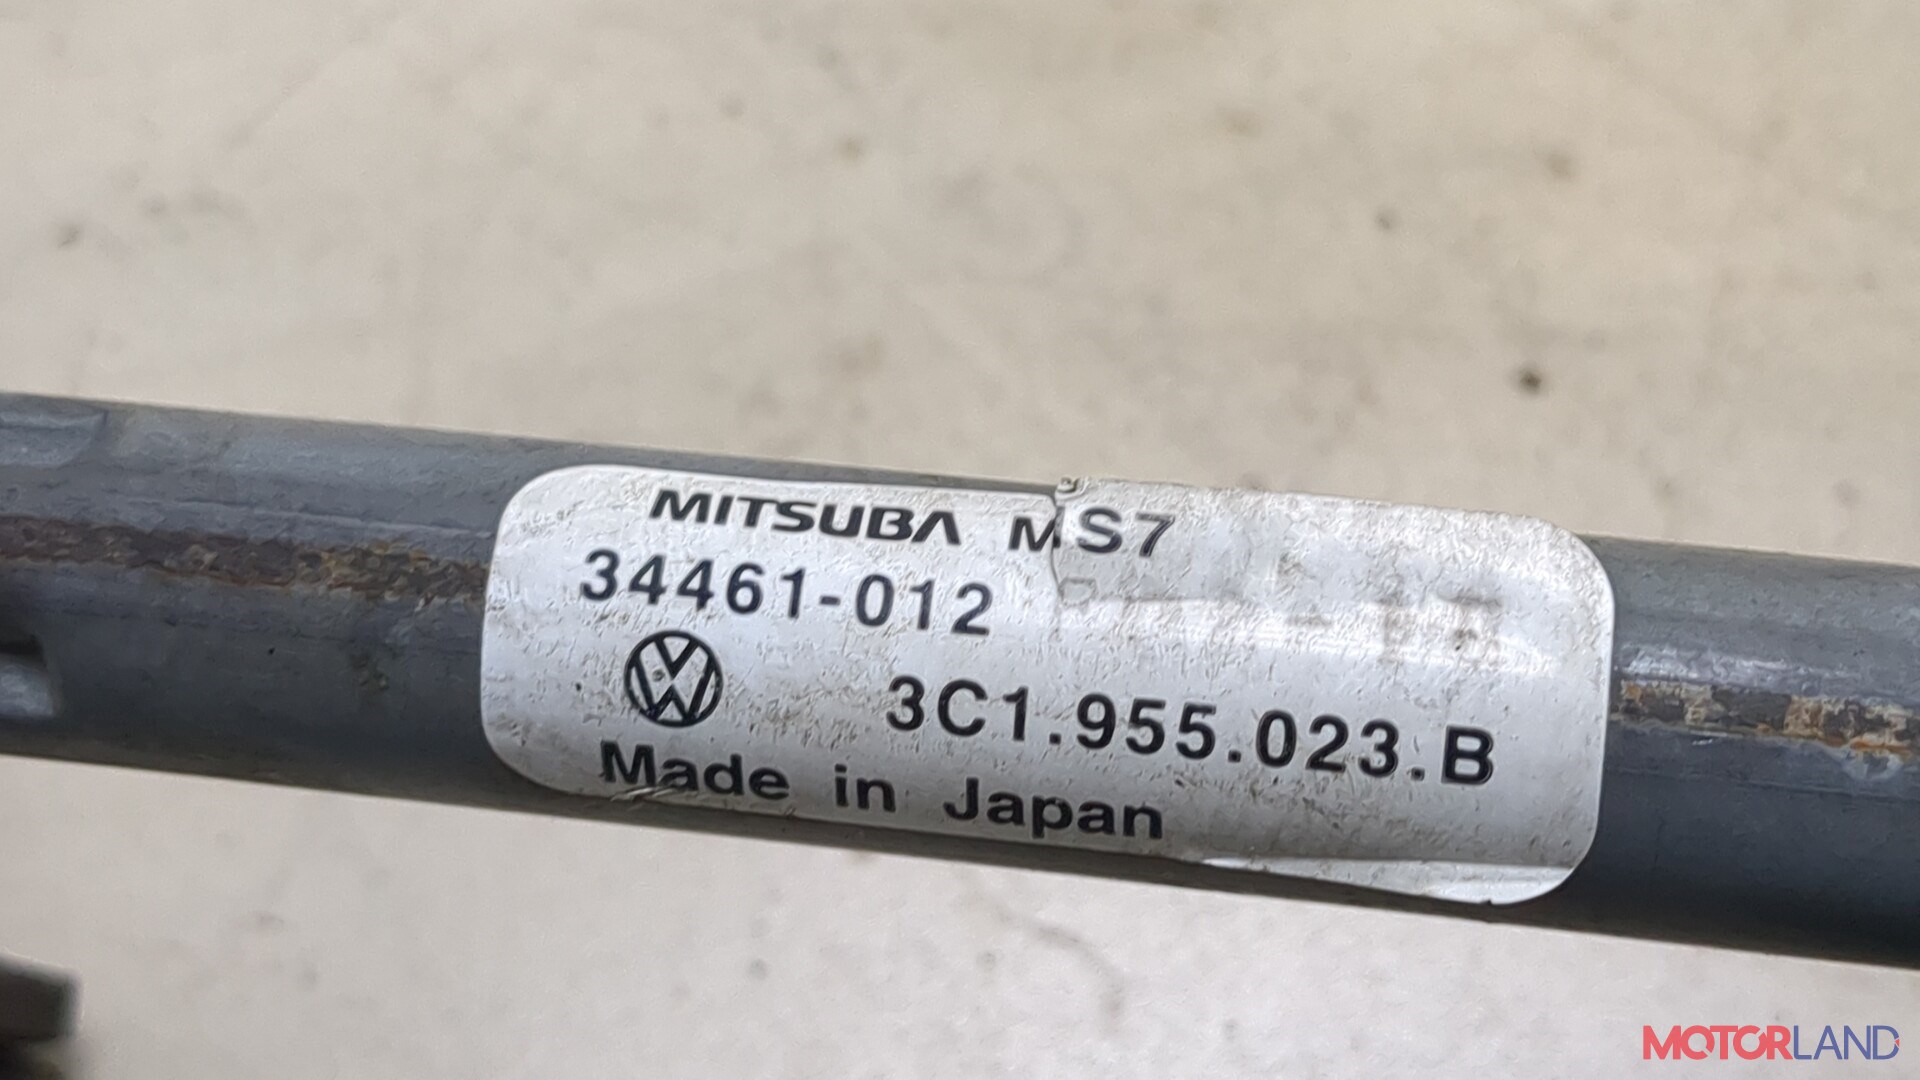 MITSUBA MS7
34461-012
3C1.955.023.B
Made in Japan
MOTORLAND